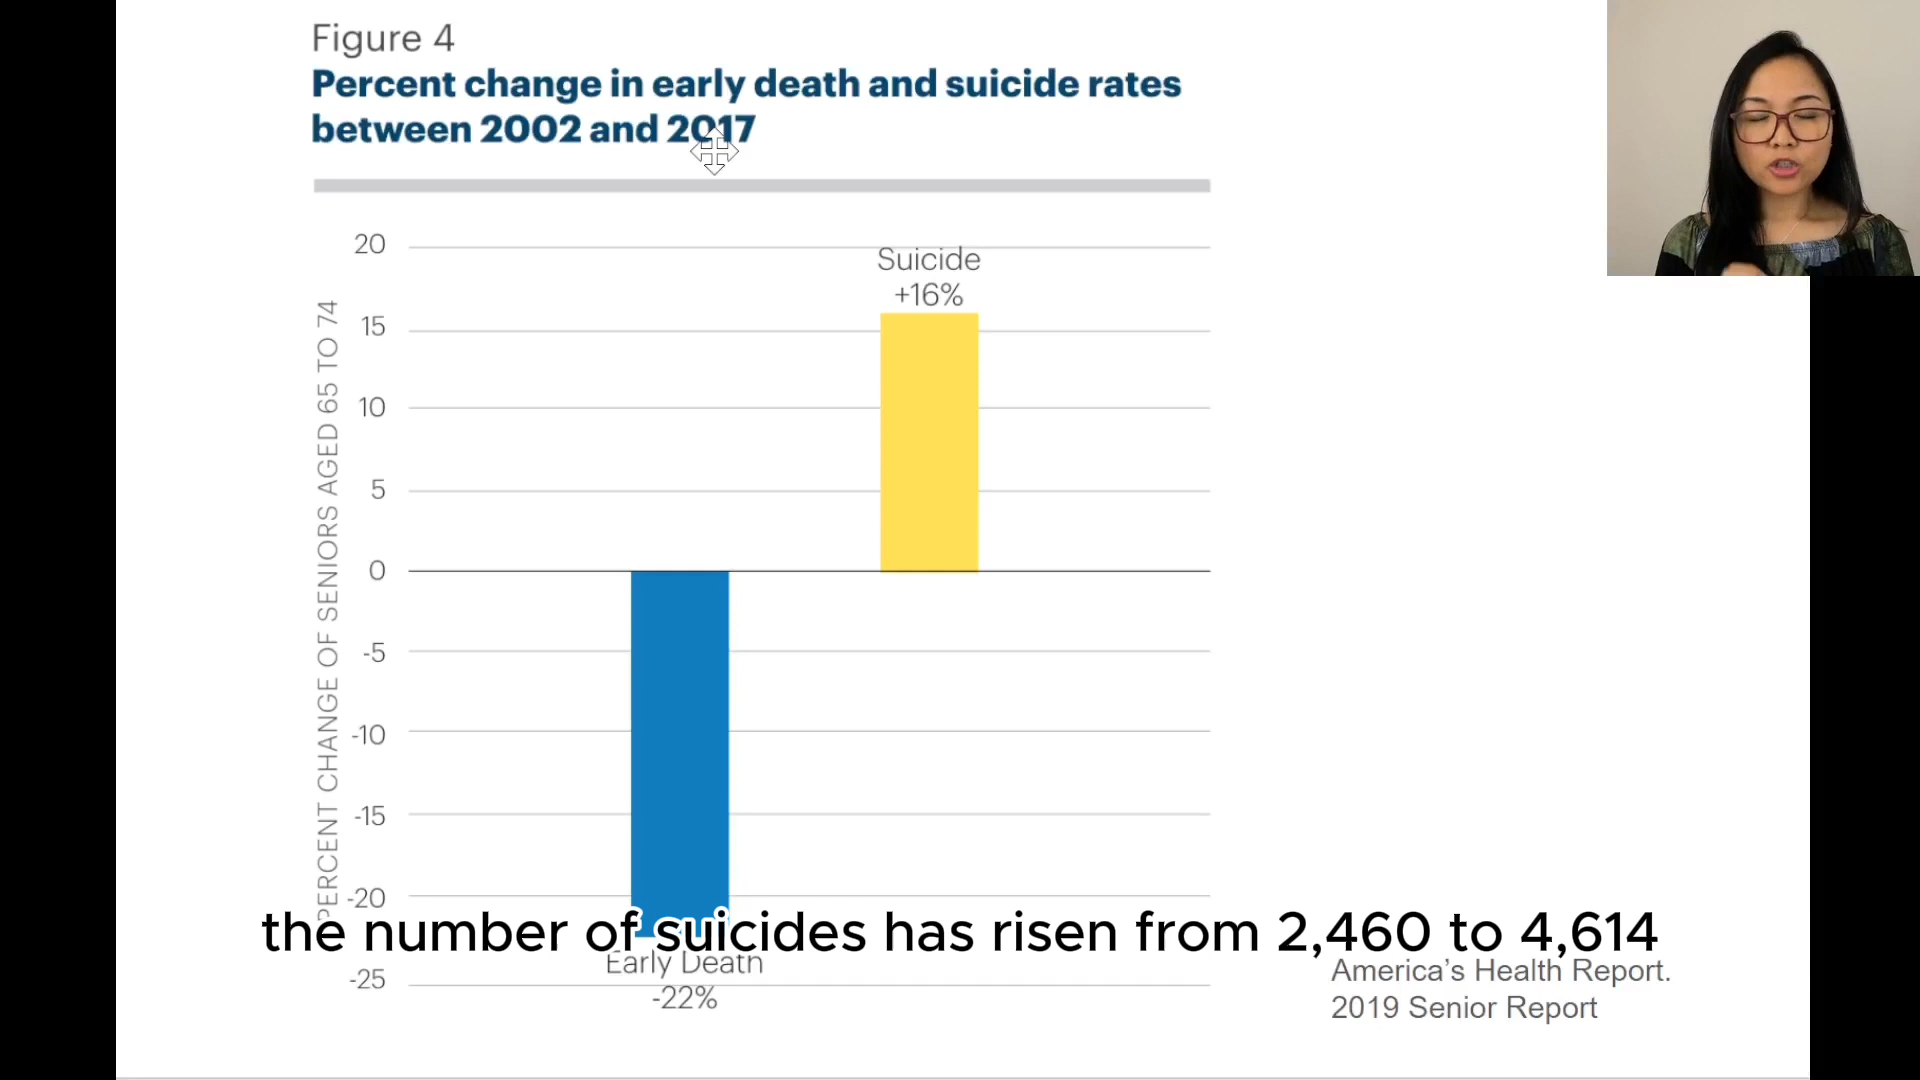 Figure 4
Percent change in early death and suicide rates
between 2002 and 2017
PERCENT CHANGE OF SENIORS AGED 65 TO 74
20
15
10
5
0
-5
-10
-15
-20
-25
Suicide
+16%
Early Death
-22%
the number of suicides has risen from 2,460 to 4,614
America's Health Report.
2019 Senior Report